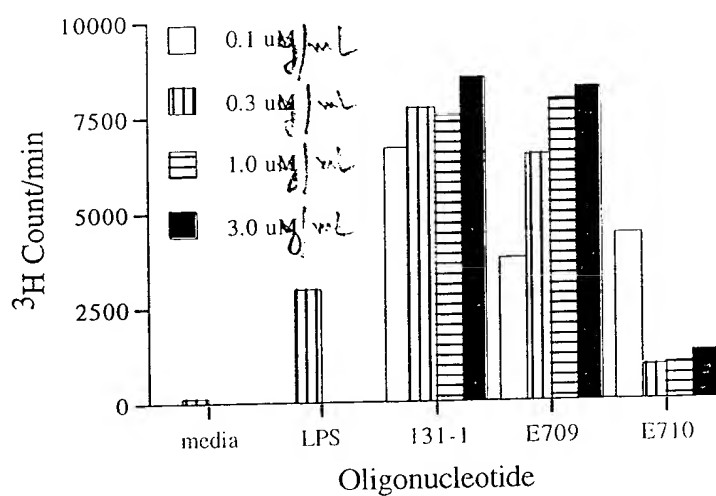 10000
7500
5000
2500
0
³H Count/min
0.1 uM g/mL
0.3 uM g/mL
1.0 uM g/mL
3.0 uM g/mL
media
LPS
131-1
E709
E710
Oligonucleotide